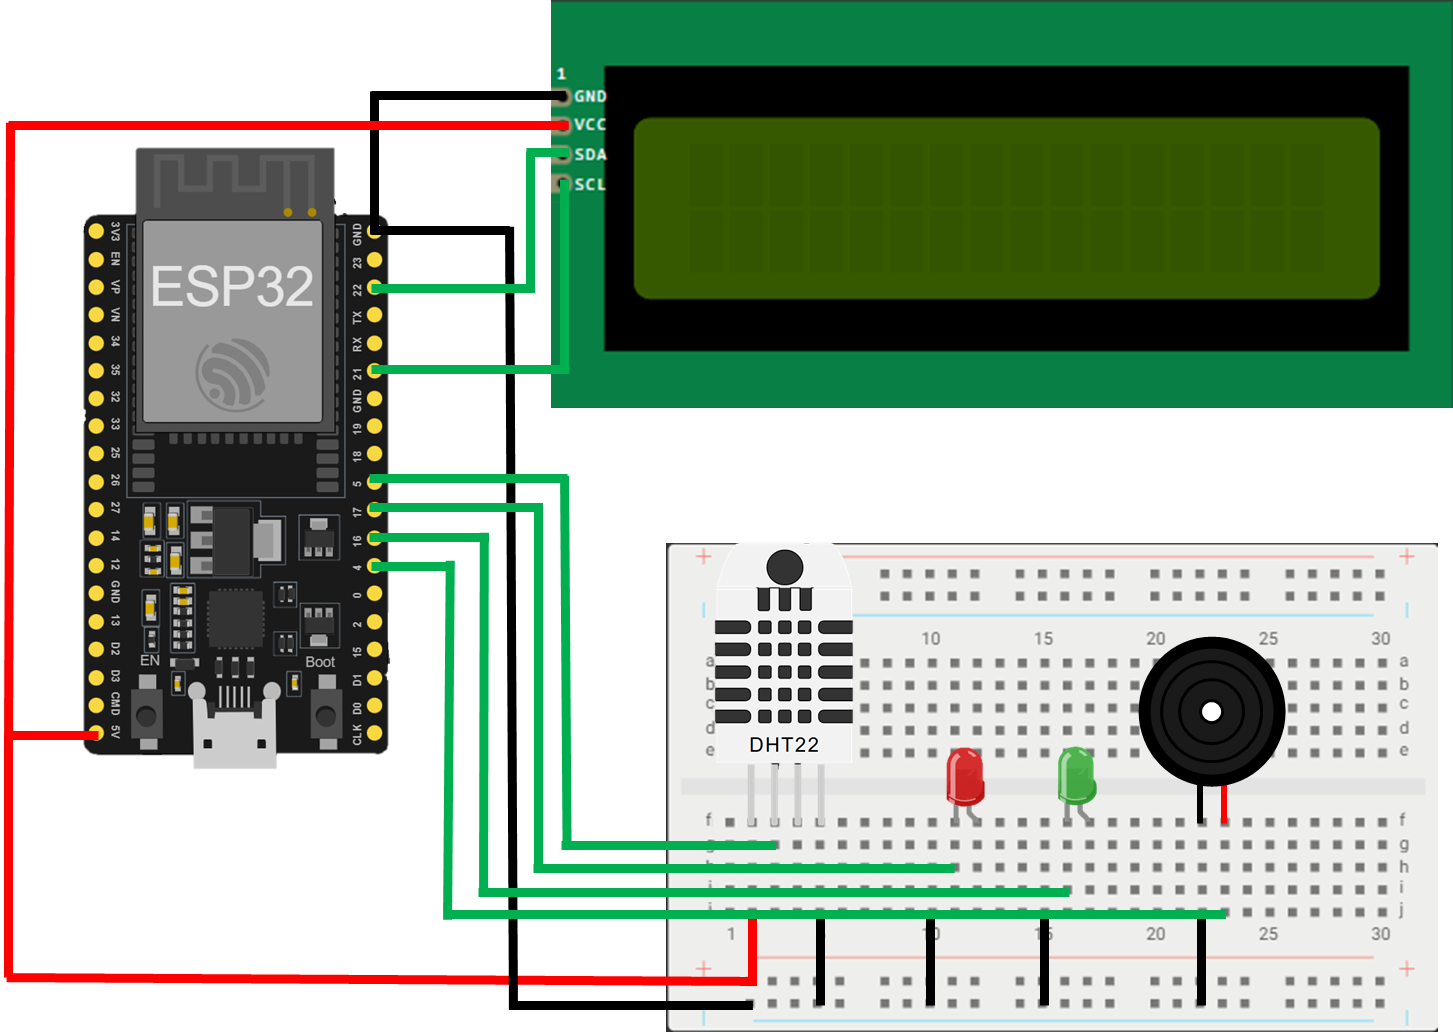 1
GND
VCC
SDA
SCL
ESP32
3V3
EN
VP
VN
34
35
32
33
25
26
27
14
12
GND
13
D2
D3
CMD
5V
GND
23
22
TX
RX
21
GND
19
18
5
17
16
4
0
2
15
D1
D0
CLK
EN
Boot
+
+
10
15
20
25
30
a
a
b
b
c
c
d
d
e
e
DHT22
f
f
g
g
h
h
i
i
j
j
1
10
15
20
25
30
+
+